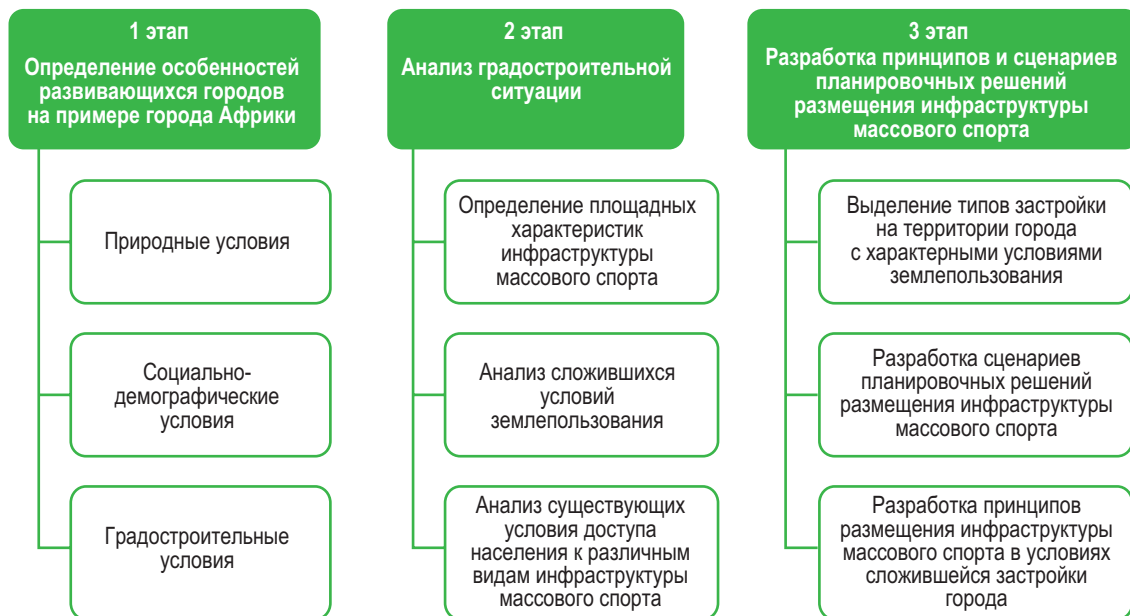 1 этап
Определение особенностей
развивающихся городов
на примере города Африки
Природные условия
Социально-
демографические
условия
Градостроительные
условия
2 этап
Анализ градостроительной
ситуации
Определение площадных
характеристик
инфраструктуры
массового спорта
Анализ сложившихся
условий
землепользования
Анализ существующих
условия доступа
населения к различным
видам инфраструктуры
массового спорта
3 этап
Разработка принципов и сценариев
планировочных решений
размещения инфраструктуры
массового спорта
Выделение типов застройки
на территории города
с характерными условиями
землепользования
Разработка сценариев
планировочных решений
размещения инфраструктуры
массового спорта
Разработка принципов
размещения инфраструктуры
массового спорта в условиях
сложившейся застройки
города